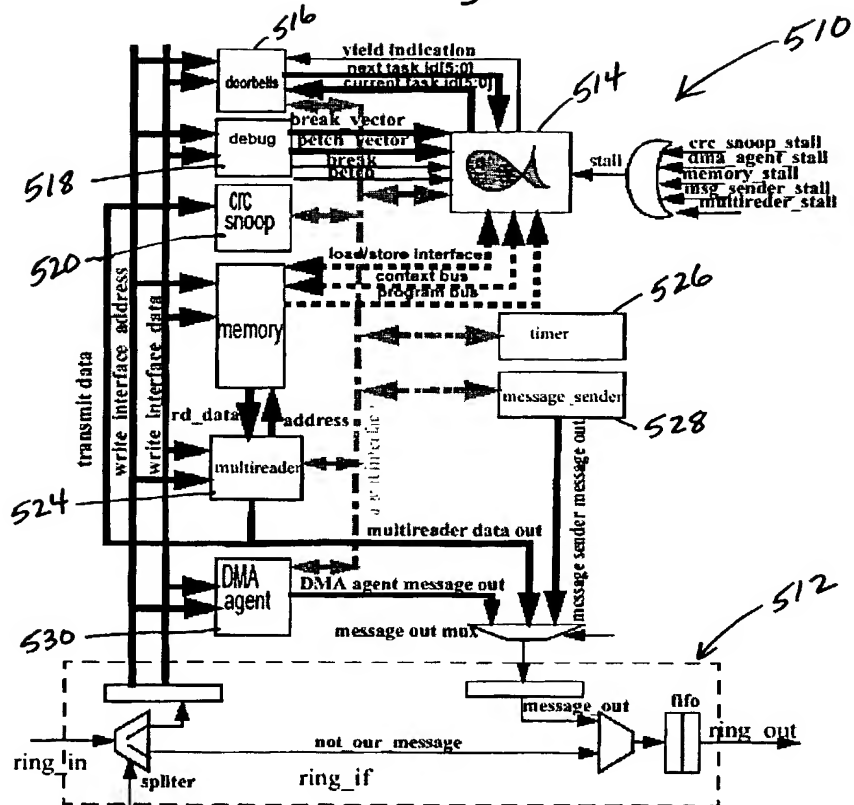 516
510
yield indication
next task id[5:0]
current task id[5:0]
doorbells
514
break_vector
debug
petch_vector
break
petch
518
stall
crc_snoop_stall
dma_agent_stall
memory_stall
msg_sender_stall
multireder_stall
crc
snoop
520
load/store interface
context bus
program bus
526
memory
timer
message_sender
528
transmit data
write interface address
write interface data
rd_data
address
multireader
524
multireader data out
message sender message out
DMA
agent
DMA agent message out
530
message out mux
512
message_out
fifo
ring_in
not_our_message
ring_out
spliter
ring_if